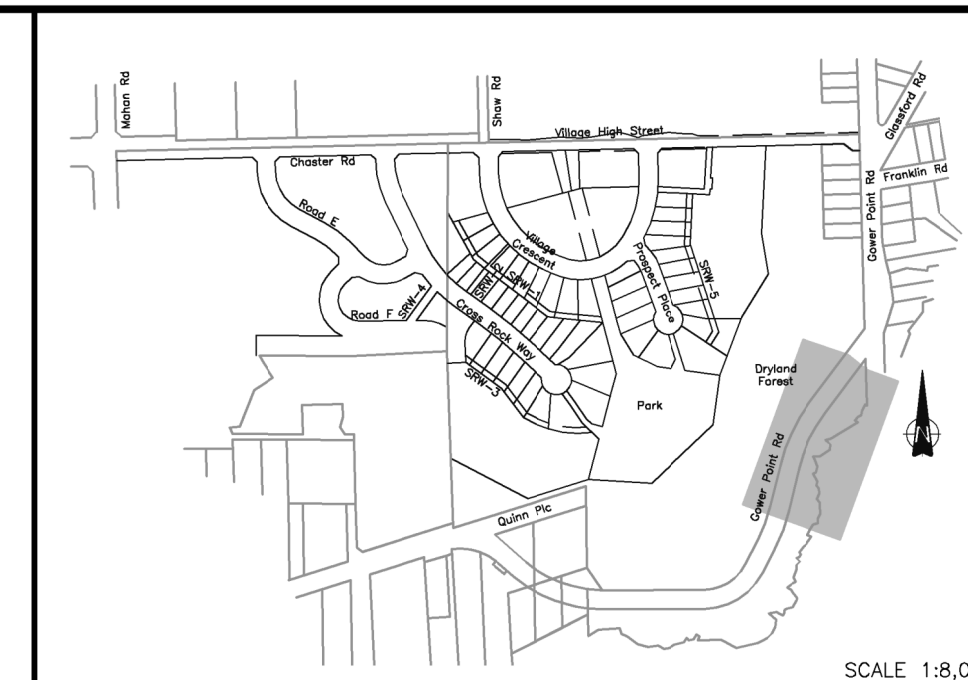 Mahan Rd
Shaw Rd
Glassford Rd
Village High Street
Chaster Rd
Franklin Rd
Gower Point Rd
Road E
Village
Crescent
Prospect Place
SRW-5
SRW-2
SRW-1
SRW-4
Road F
Cross Rock Way
SRW-3
Dryland
Forest
Park
N
Gower Point Rd
Quinn Plc
SCALE 1:8,0